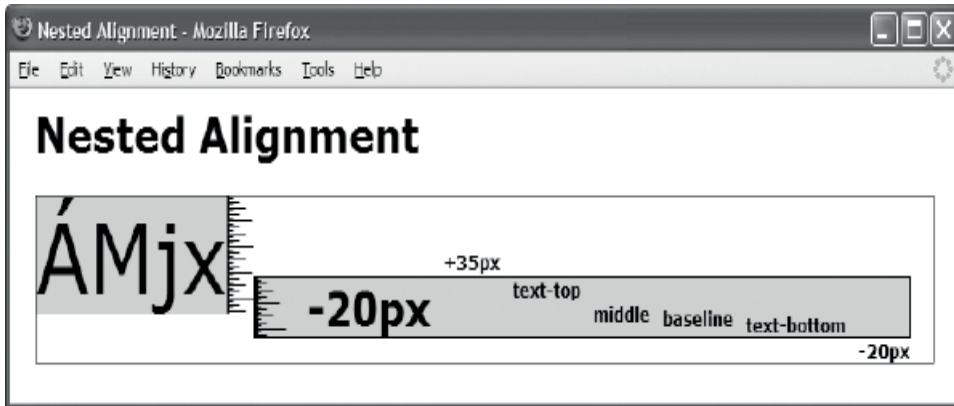 Nested Alignment - Mozilla Firefox
File Edit View History Bookmarks Tools Help
Nested Alignment
ÁMjx
+35px
-20px text-top middle baseline text-bottom
-20px